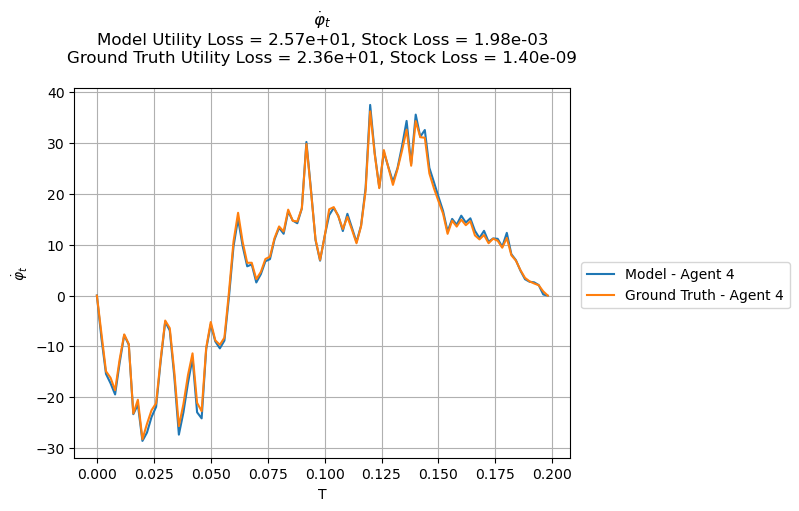 φ̇ₜ
Model Utility Loss = 2.57e+01, Stock Loss = 1.98e-03
Ground Truth Utility Loss = 2.36e+01, Stock Loss = 1.40e-09
φ̇ₜ
40
30
20
10
0
−10
−20
−30
0.000
0.025
0.050
0.075
0.100
0.125
0.150
0.175
0.200
T
Model - Agent 4
Ground Truth - Agent 4